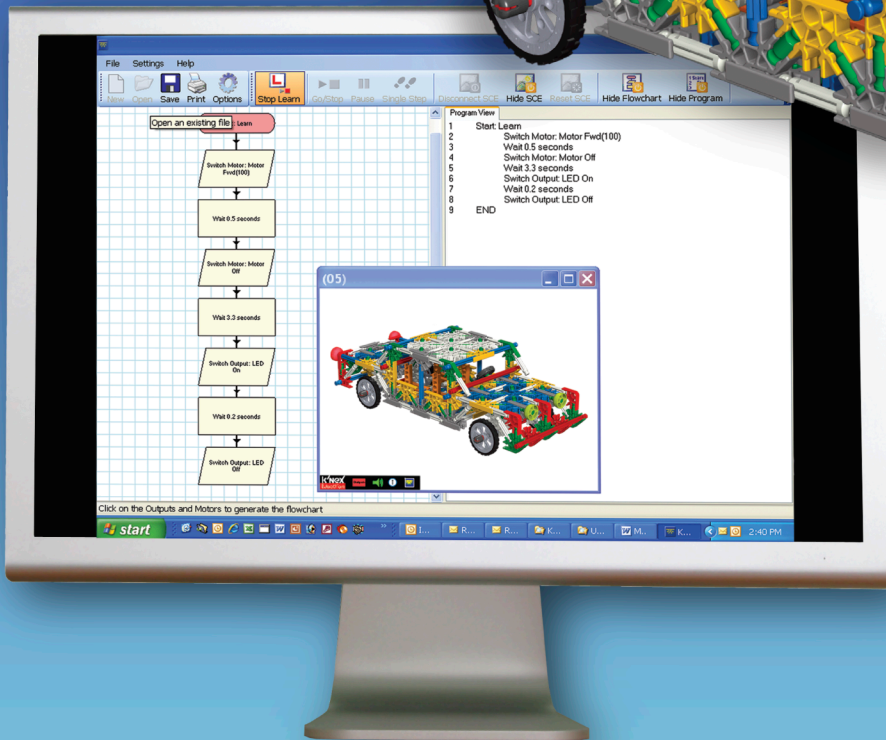 File Settings Help
New Open Save Print Options Stop Learn Go/Stop Pause Single Step Disconnect SCE Hide SCE Reset SCE Hide Flowchart Hide Program
Open an existing file
Learn
Switch Motor: Motor
Fwd(100)
Wait 0.5 seconds
Switch Motor: Motor
Off
Wait 3.3 seconds
Switch Output: LED
On
Wait 0.2 seconds
Switch Output: LED
Off
Program View
1 Start: Learn
2 Switch Motor: Motor Fwd(100)
3 Wait 0.5 seconds
4 Switch Motor: Motor Off
5 Wait 3.3 seconds
6 Switch Output: LED On
7 Wait 0.2 seconds
8 Switch Output: LED Off
9 END
(05)
K'NEX
Click on the Outputs and Motors to generate the flowchart
start I... R... R... K... U... M... K... 2:40 PM